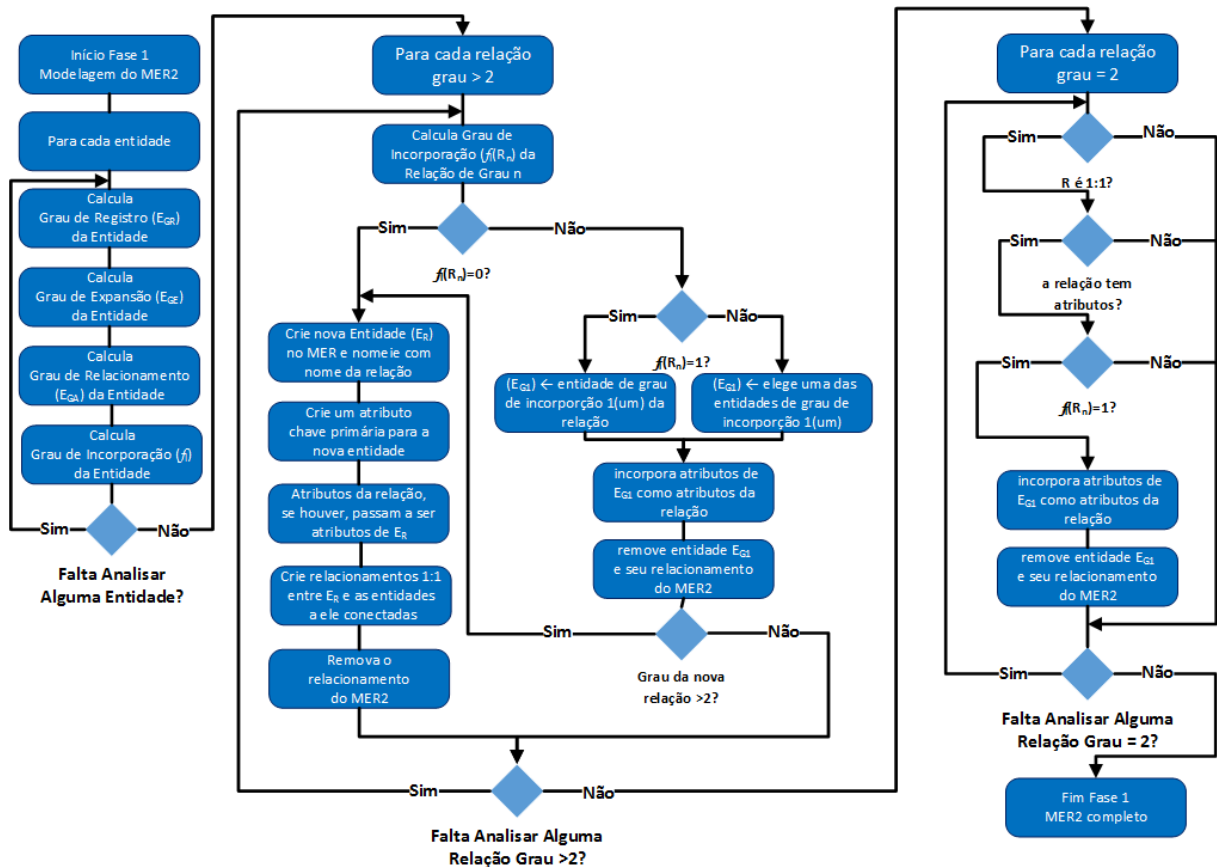 Início Fase 1
Modelagem do MER2
Para cada entidade
Calcula
Grau de Registro (EGR)
da Entidade
Calcula
Grau de Expansão (EGE)
da Entidade
Calcula
Grau de Relacionamento
(EGA) da Entidade
Calcula
Grau de Incorporação (fI)
da Entidade
Sim
Não
Falta Analisar
Alguma Entidade?
Para cada relação
grau > 2
Calcula Grau de
Incorporação (fI(Rn) da
Relação de Grau n
Sim
Não
fI(Rn)=0?
Crie nova Entidade (ER)
no MER e nomeie com
nome da relação
Crie um atributo
chave primária para a
nova entidade
Atributos da relação,
se houver, passam a ser
atributos de ER
Crie relacionamentos 1:1
entre ER e as entidades
a ele conectadas
Remova o
relacionamento
do MER2
Sim
Não
fI(Rn)=1?
(EG1) ← entidade de grau
de incorporção 1(um) da
relação
(EG1) ← elege uma das
entidades de grau de
incorporção 1(um)
incorpora atributos de
EG1 como atributos da
relação
remove entidade EG1
e seu relacionamento
do MER2
Sim
Não
Grau da nova
relação >2?
Sim
Não
Falta Analisar Alguma
Relação Grau >2?
Para cada relação
grau = 2
Sim
Não
R é 1:1?
Sim
Não
a relação tem
atributos?
Sim
Não
fI(Rn)=1?
incorpora atributos de
EG1 como atributos da
relação
remove entidade EG1
e seu relacionamento
do MER2
Sim
Não
Falta Analisar Alguma
Relação Grau = 2?
Fim Fase 1
MER2 completo